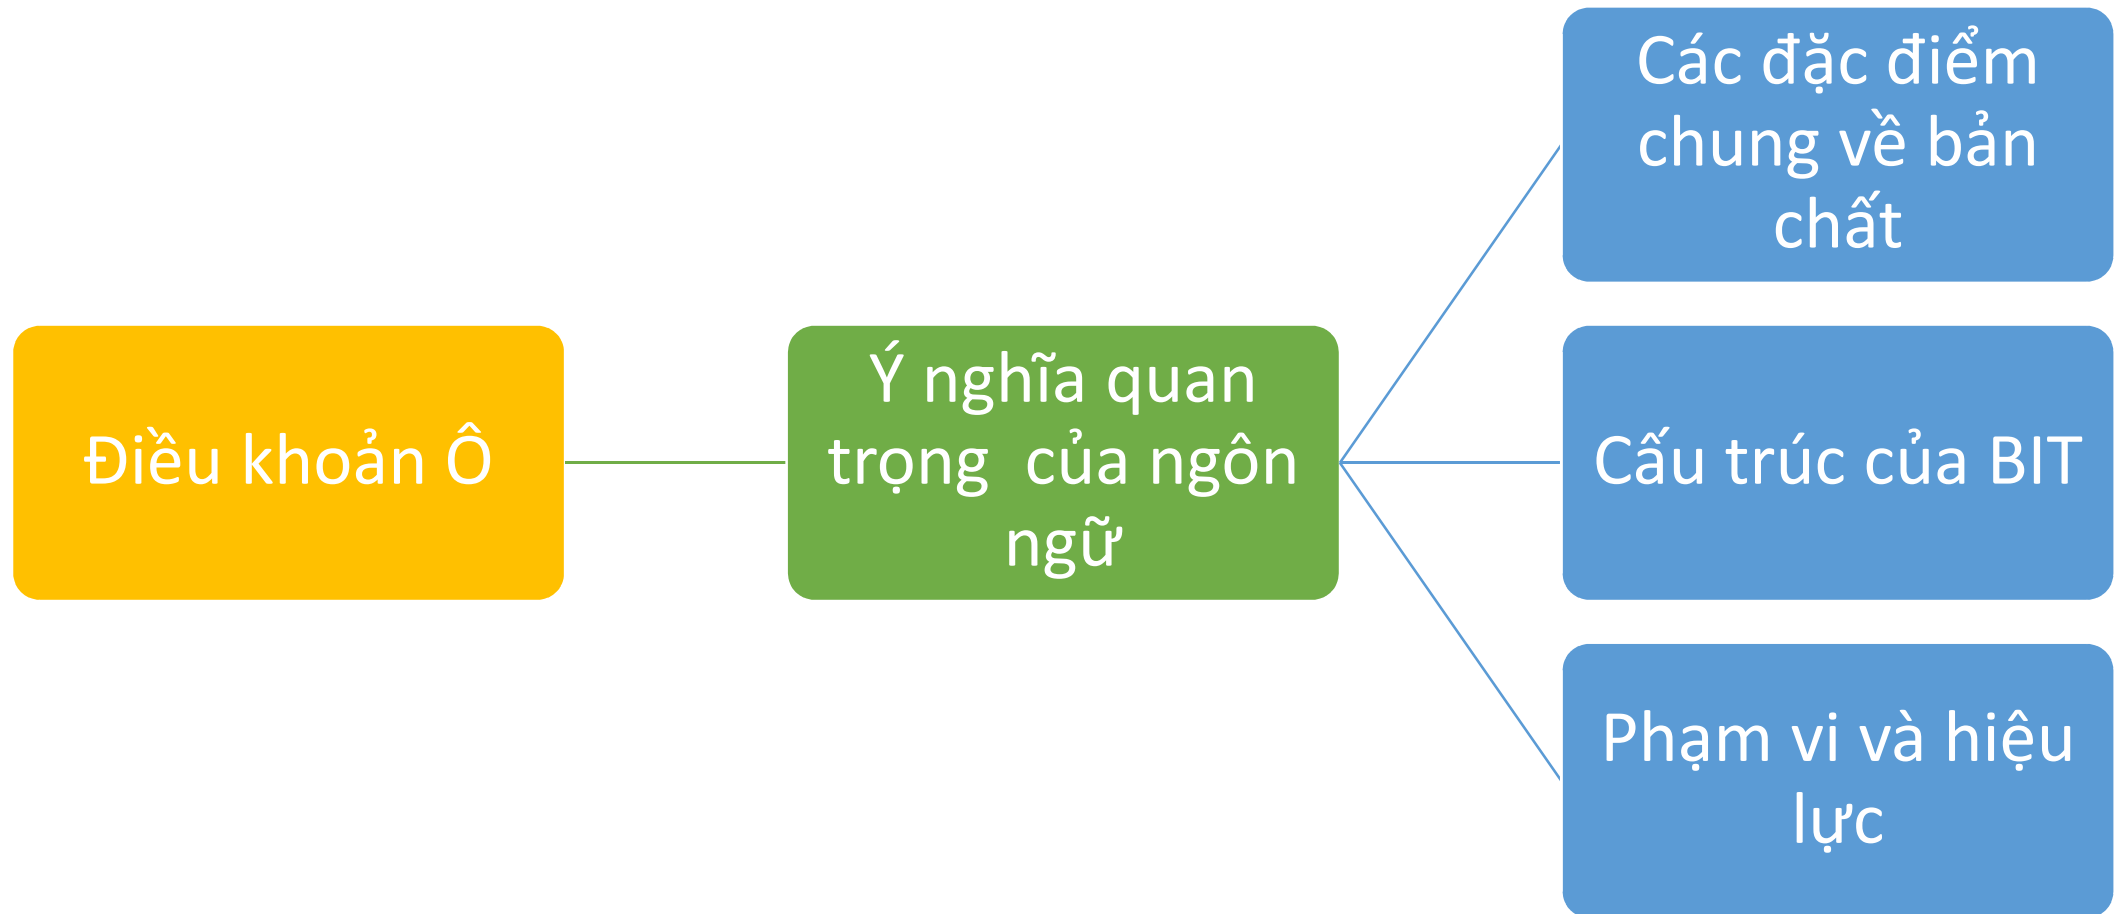 Điều khoản Ô
Ý nghĩa quan
trọng  của ngôn
ngữ
Các đặc điểm
chung về bản
chất
Cấu trúc của BIT
Phạm vi và hiệu
lực